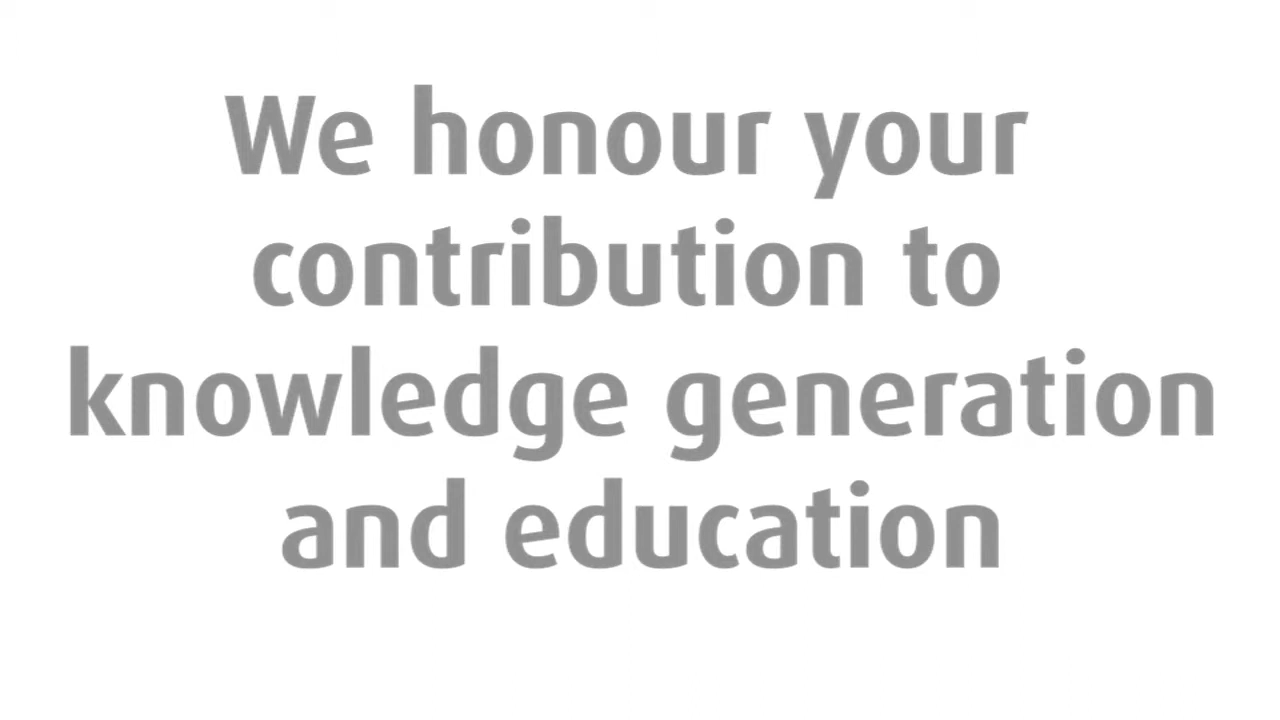 We honour your
contribution to
knowledge generation
and education